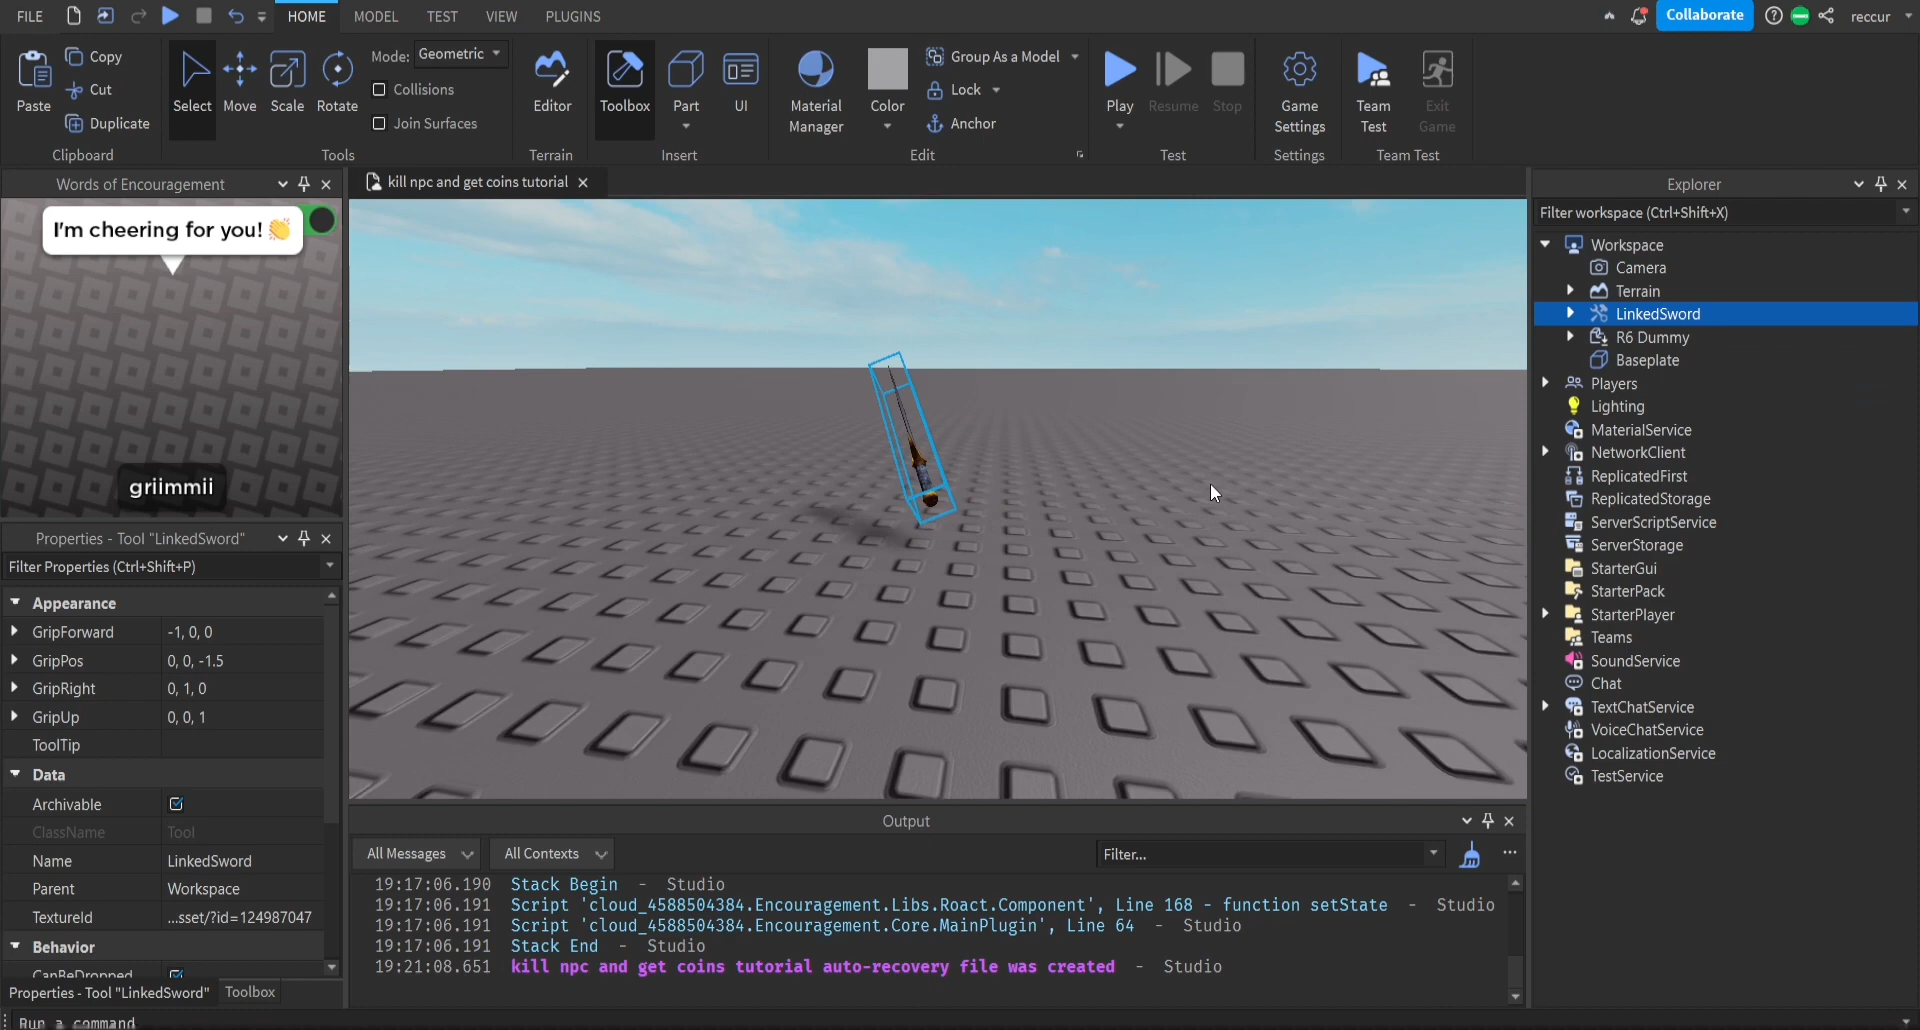 FILE
HOME
MODEL
TEST
VIEW
PLUGINS
Collaborate
reccur
Paste
Copy
Cut
Duplicate
Clipboard
Select
Move
Scale
Rotate
Mode: Geometric
Collisions
Join Surfaces
Tools
Editor
Terrain
Toolbox
Part
UI
Insert
Material
Manager
Color
Group As a Model
Lock
Anchor
Edit
Play
Resume
Stop
Test
Game
Settings
Settings
Team
Test
Exit
Game
Team Test
Words of Encouragement
I'm cheering for you! 👏
griimmii
kill npc and get coins tutorial
Properties - Tool "LinkedSword"
Filter Properties (Ctrl+Shift+P)
Appearance
GripForward -1, 0, 0
GripPos 0, 0, -1.5
GripRight 0, 1, 0
GripUp 0, 0, 1
ToolTip
Data
Archivable
ClassName Tool
Name LinkedSword
Parent Workspace
TextureId ...sset/?id=124987047
Behavior
CanBeDropped
Properties - Tool "LinkedSword"
Toolbox
Run a command
Output
All Messages
All Contexts
Filter...
19:17:06.190 Stack Begin - Studio
19:17:06.191 Script 'cloud_4588504384.Encouragement.Libs.Roact.Component', Line 168 - function setState - Studio
19:17:06.191 Script 'cloud_4588504384.Encouragement.Core.MainPlugin', Line 64 - Studio
19:17:06.191 Stack End - Studio
19:21:08.651 kill npc and get coins tutorial auto-recovery file was created - Studio
Explorer
Filter workspace (Ctrl+Shift+X)
Workspace
Camera
Terrain
LinkedSword
R6 Dummy
Baseplate
Players
Lighting
MaterialService
NetworkClient
ReplicatedFirst
ReplicatedStorage
ServerScriptService
ServerStorage
StarterGui
StarterPack
StarterPlayer
Teams
SoundService
Chat
TextChatService
VoiceChatService
LocalizationService
TestService